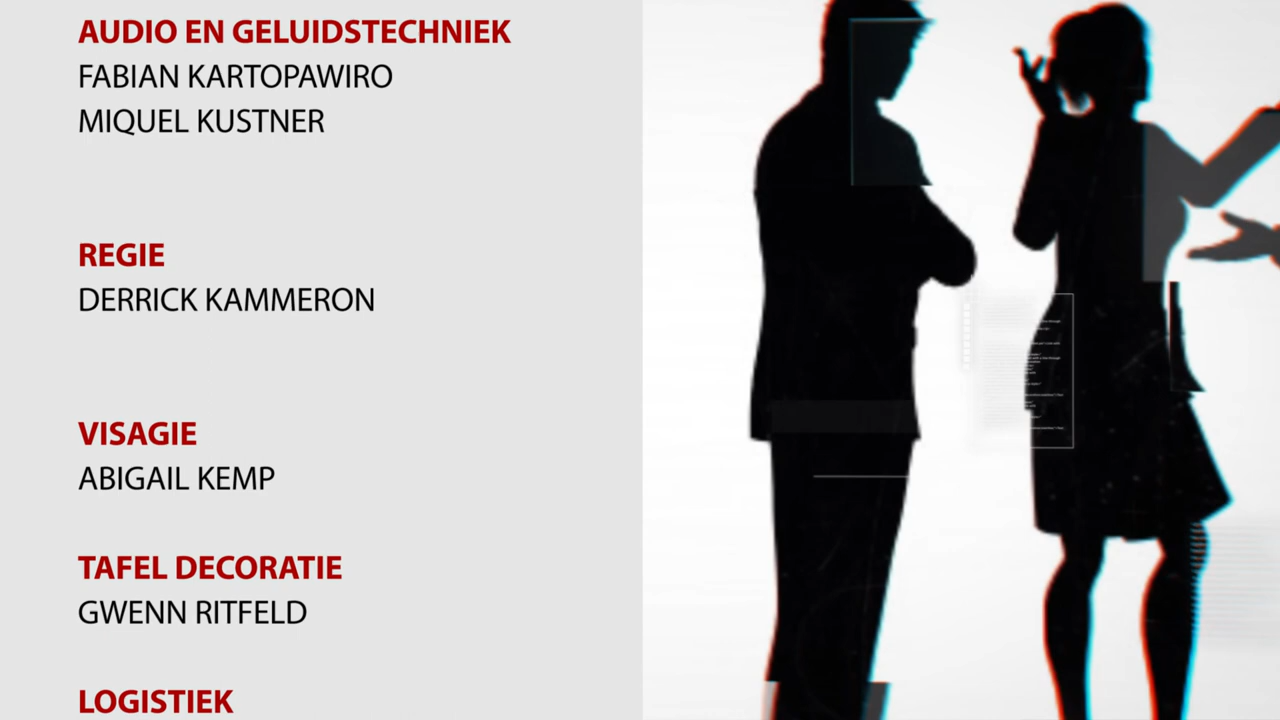 AUDIO EN GELUIDSTECHNIEK
FABIAN KARTOPAWIRO
MIQUEL KUSTNER
REGIE
DERRICK KAMMERON
VISAGIE
ABIGAIL KEMP
TAFEL DECORATIE
GWENN RITFELD
LOGISTIEK